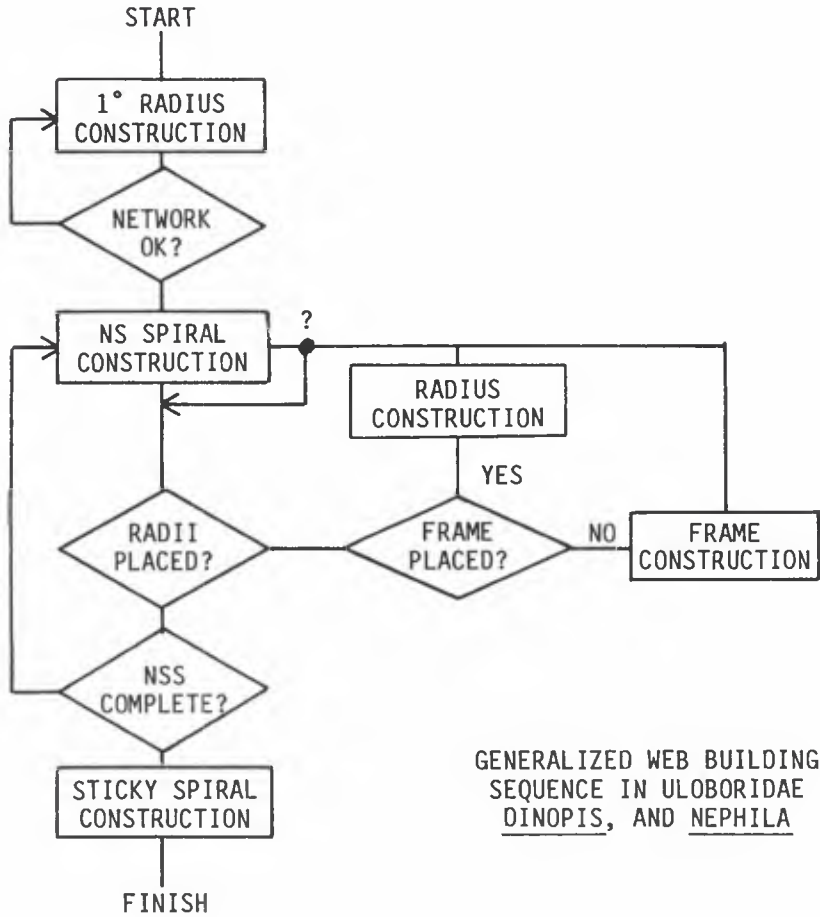 START
1° RADIUS
CONSTRUCTION
NETWORK
OK?
NS SPIRAL
CONSTRUCTION
?
RADIUS
CONSTRUCTION
YES
RADII
PLACED?
FRAME
PLACED?
NO
FRAME
CONSTRUCTION
NSS
COMPLETE?
STICKY SPIRAL
CONSTRUCTION
FINISH
GENERALIZED WEB BUILDING
SEQUENCE IN ULOBORIDAE
DINOPIS, AND NEPHILA